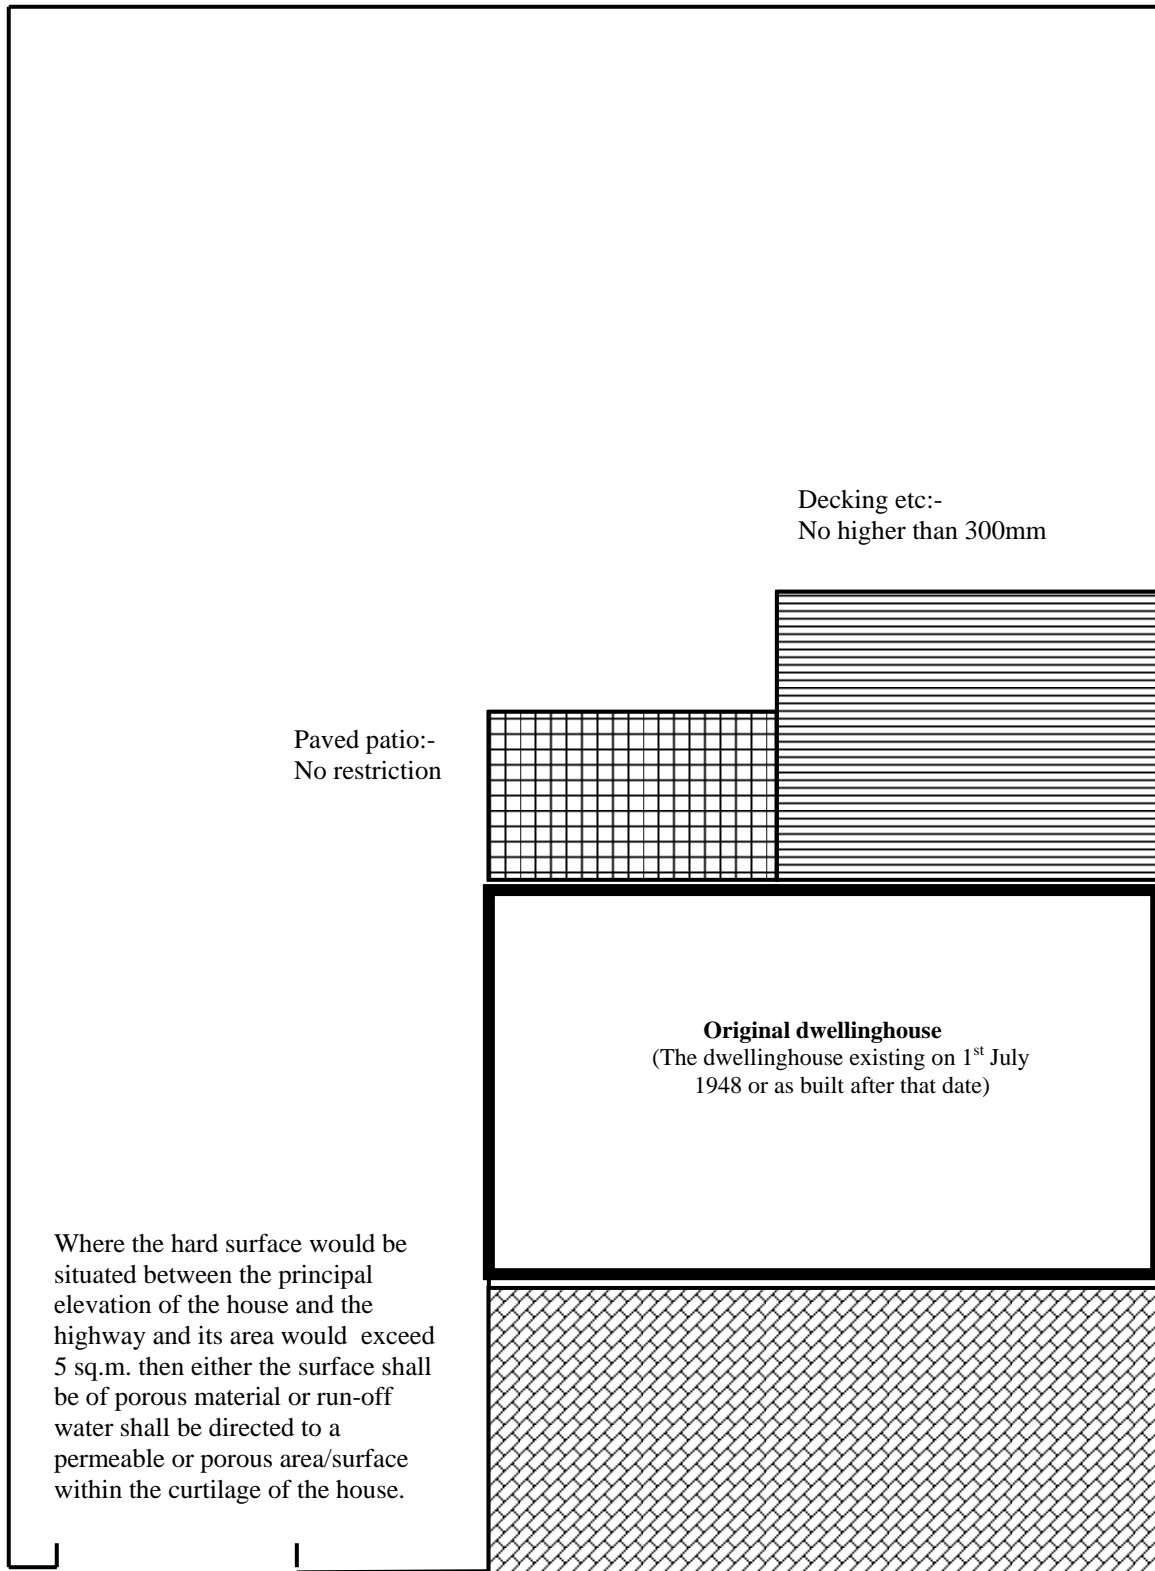 Decking etc:-
No higher than 300mm
Paved patio:-
No restriction
Original dwellinghouse
(The dwellinghouse existing on 1st July
1948 or as built after that date)
Where the hard surface would be
situated between the principal
elevation of the house and the
highway and its area would  exceed
5 sq.m. then either the surface shall
be of porous material or run-off
water shall be directed to a
permeable or porous area/surface
within the curtilage of the house.